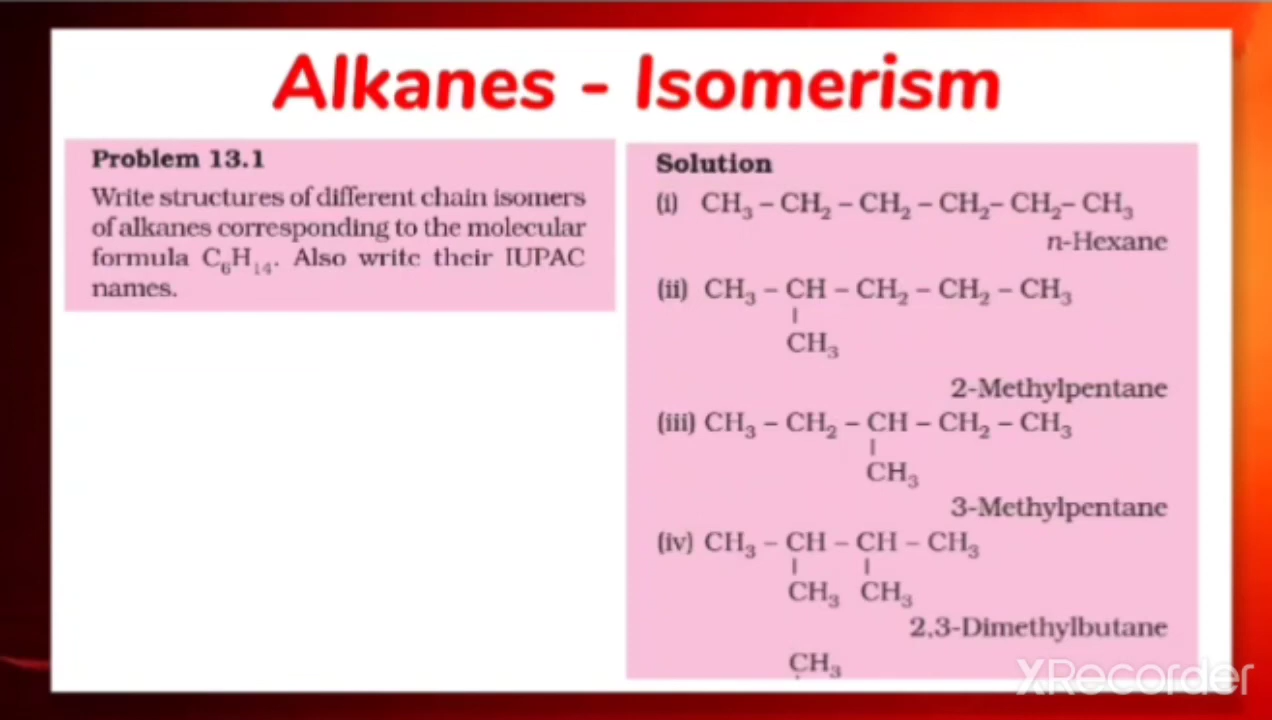 Alkanes - Isomerism
Problem 13.1
Write structures of different chain isomers
of alkanes corresponding to the molecular
formula C₆H₁₄. Also write their IUPAC
names.
Solution
(i) CH₃ – CH₂ – CH₂ – CH₂– CH₂– CH₃
n-Hexane
(ii) CH₃ – CH – CH₂ – CH₂ – CH₃
|
CH₃
2-Methylpentane
(iii) CH₃ – CH₂ – CH – CH₂ – CH₃
|
CH₃
3-Methylpentane
(iv) CH₃ – CH – CH – CH₃
| |
CH₃ CH₃
2,3-Dimethylbutane
CH₃
XRecorder